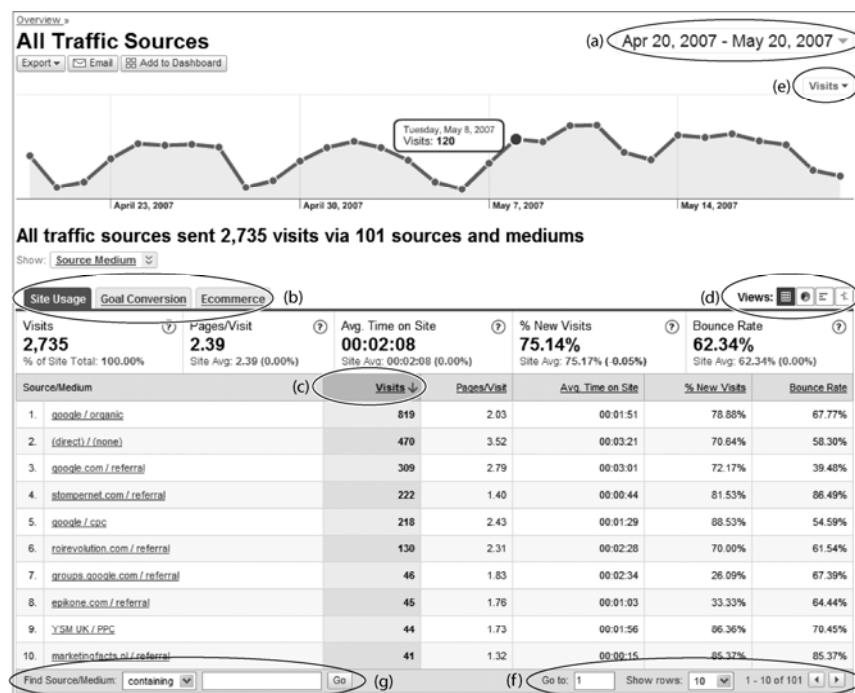 Overview »
All Traffic Sources
(a) Apr 20, 2007 - May 20, 2007
Export Email Add to Dashboard
(e) Visits
Tuesday, May 8, 2007
Visits: 120
April 23, 2007 April 30, 2007 May 7, 2007 May 14, 2007
All traffic sources sent 2,735 visits via 101 sources and mediums
Show: Source Medium
Site Usage Goal Conversion Ecommerce (b) (d) Views:
Visits ? Pages/Visit ? Avg. Time on Site ? % New Visits ? Bounce Rate ?
2,735 2.39 00:02:08 75.14% 62.34%
% of Site Total: 100.00% Site Avg: 2.39 (0.00%) Site Avg: 00:02:08 (0.00%) Site Avg: 75.17% (-0.05%) Site Avg: 62.34% (0.00%)
Source/Medium (c) Visits ↓ Pages/Visit Avg. Time on Site % New Visits Bounce Rate
1. google / organic 819 2.03 00:01:51 78.88% 67.77%
2. (direct) / (none) 470 3.52 00:03:21 70.64% 58.30%
3. google.com / referral 309 2.79 00:03:01 72.17% 39.48%
4. stompernet.com / referral 222 1.40 00:00:44 81.53% 86.49%
5. google / cpc 218 2.43 00:01:29 88.53% 54.59%
6. roirevolution.com / referral 130 2.31 00:02:28 70.00% 61.54%
7. groups.google.com / referral 46 1.83 00:02:34 26.09% 67.39%
8. epikone.com / referral 45 1.76 00:01:03 33.33% 64.44%
9. YSM UK / PPC 44 1.73 00:01:56 86.36% 70.45%
10. marketingfacts.nl / referral 41 1.32 00:00:15 85.37% 85.37%
Find Source/Medium: containing Go (g) (f) Go to: 1 Show rows: 10 1 - 10 of 101